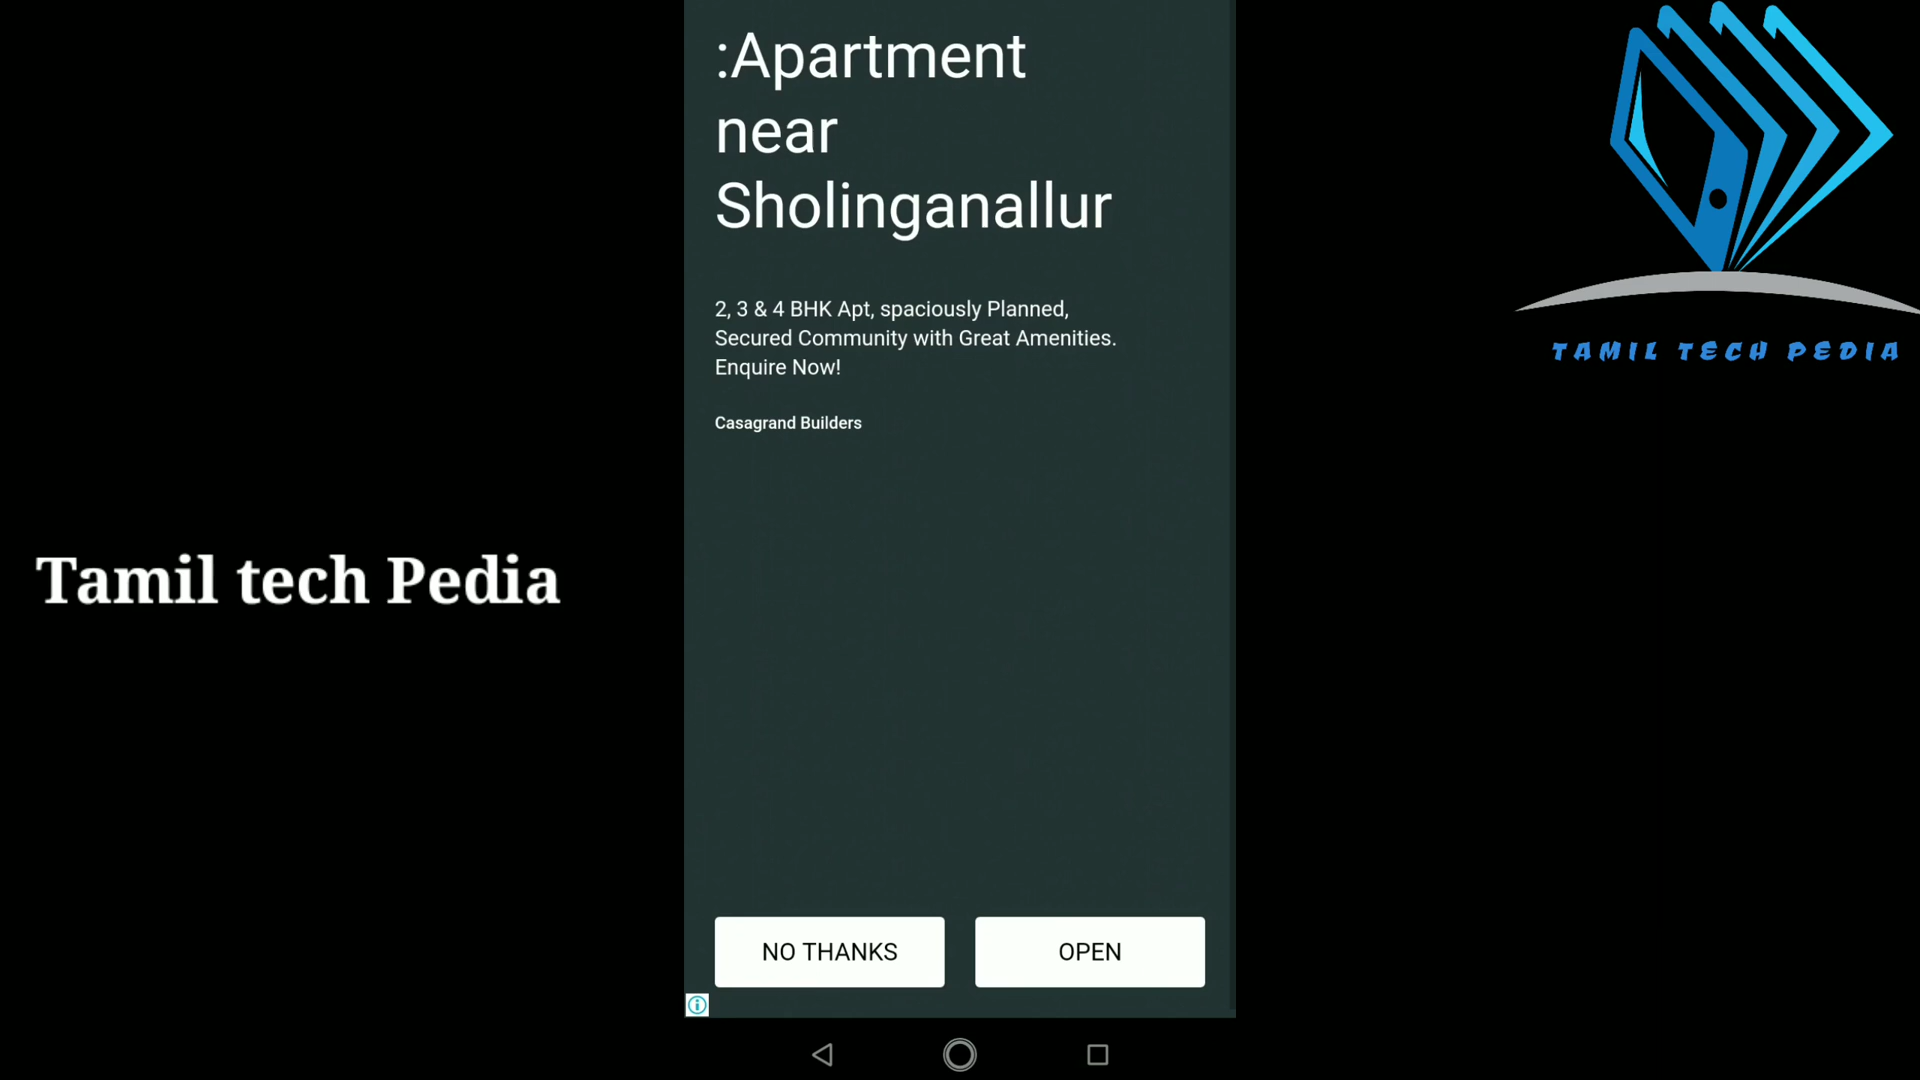 :Apartment
near
Sholinganallur
2, 3 & 4 BHK Apt, spaciously Planned,
Secured Community with Great Amenities.
Enquire Now!
Casagrand Builders
NO THANKS
OPEN
Tamil tech Pedia
TAMIL TECH PEDIA